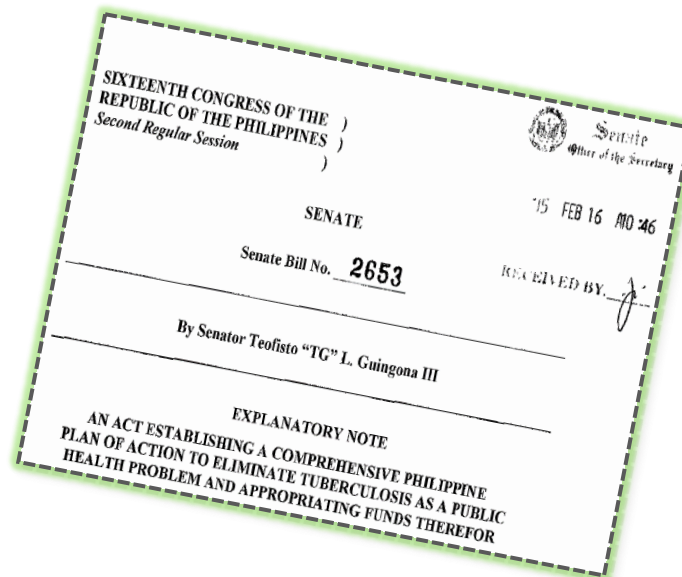 SIXTEENTH CONGRESS OF THE )
REPUBLIC OF THE PHILIPPINES )
Second Regular Session
)
Senate
Office of the Secretary
'15 FEB 16 A10:46
SENATE
Senate Bill No. 2653
RECEIVED BY.
By Senator Teofisto “TG” L. Guingona III
EXPLANATORY NOTE
AN ACT ESTABLISHING A COMPREHENSIVE PHILIPPINE
PLAN OF ACTION TO ELIMINATE TUBERCULOSIS AS A PUBLIC
HEALTH PROBLEM AND APPROPRIATING FUNDS THEREFOR